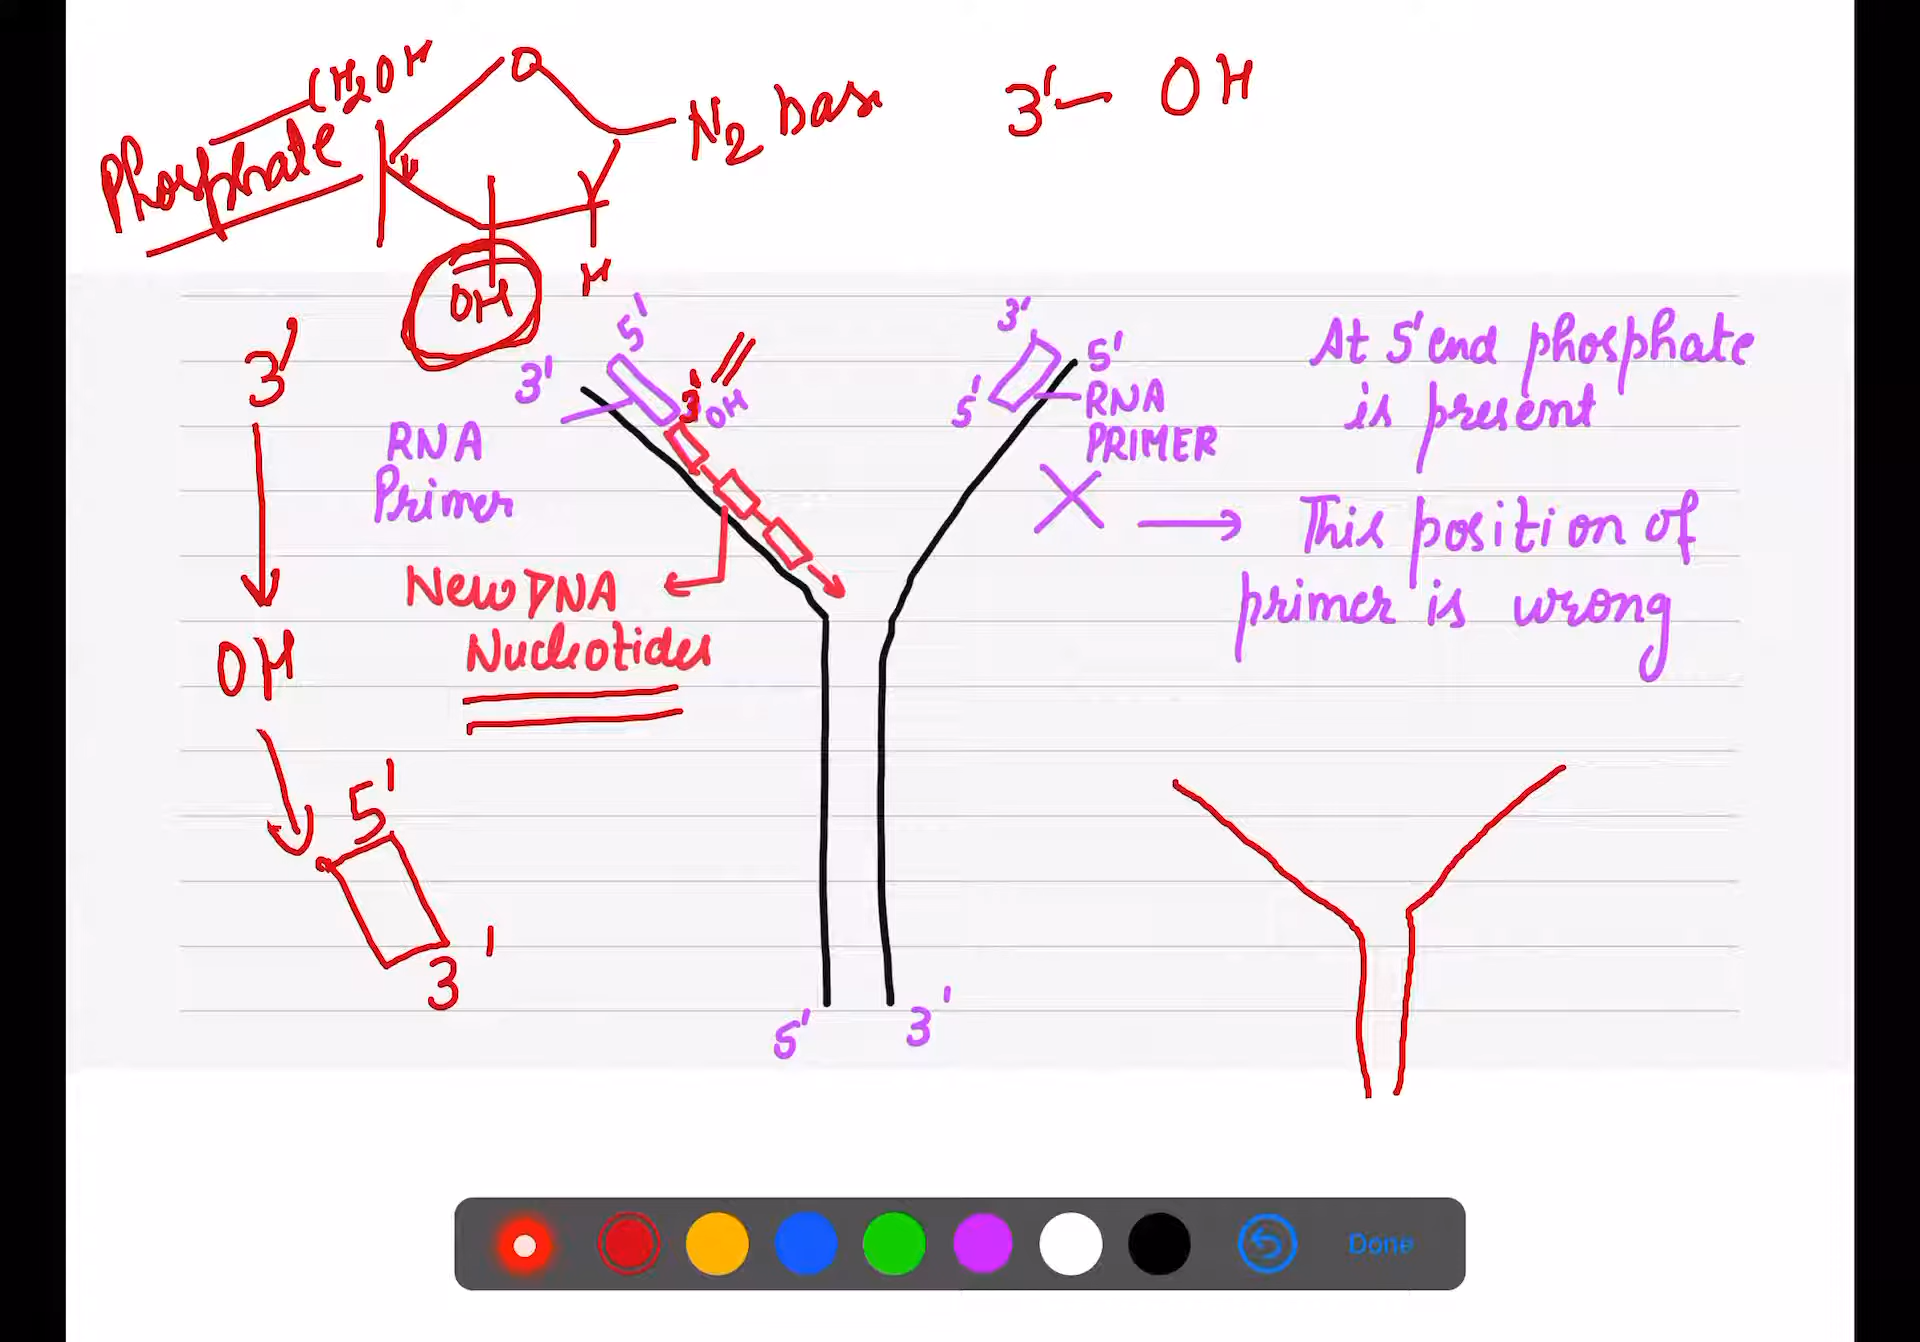 CH2OH
O
Phosphate
N2 base
3' — OH
OH
H
3'
5'
3'
3'
OH
3'
5'
5'
RNA
PRIMER
At 5' end phosphate
is present
RNA
Primer
This position of
primer is wrong
New DNA
Nucleotides
OH
5'
3'
5'
3'
Done